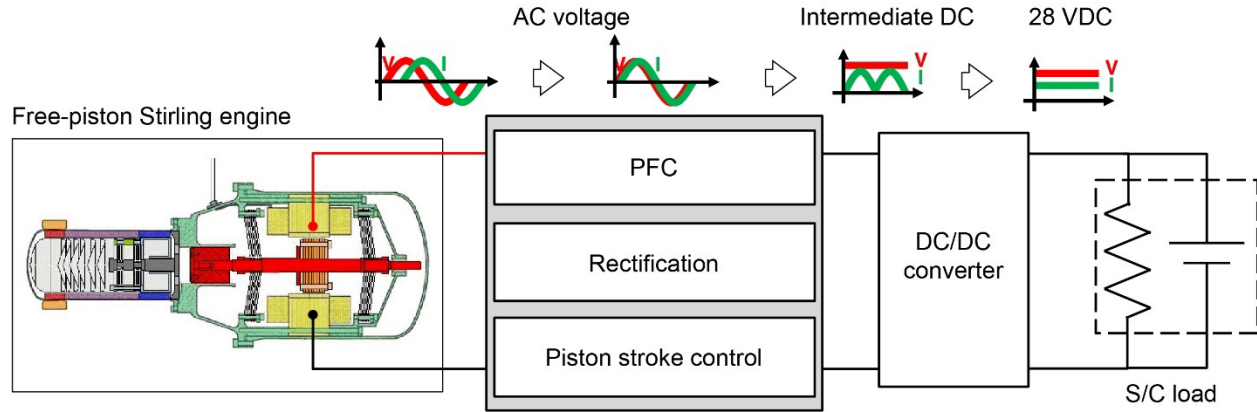 AC voltage
Intermediate DC
28 VDC
V
I
V
I
V
I
V
I
Free-piston Stirling engine
PFC
Rectification
Piston stroke control
DC/DC
converter
S/C load